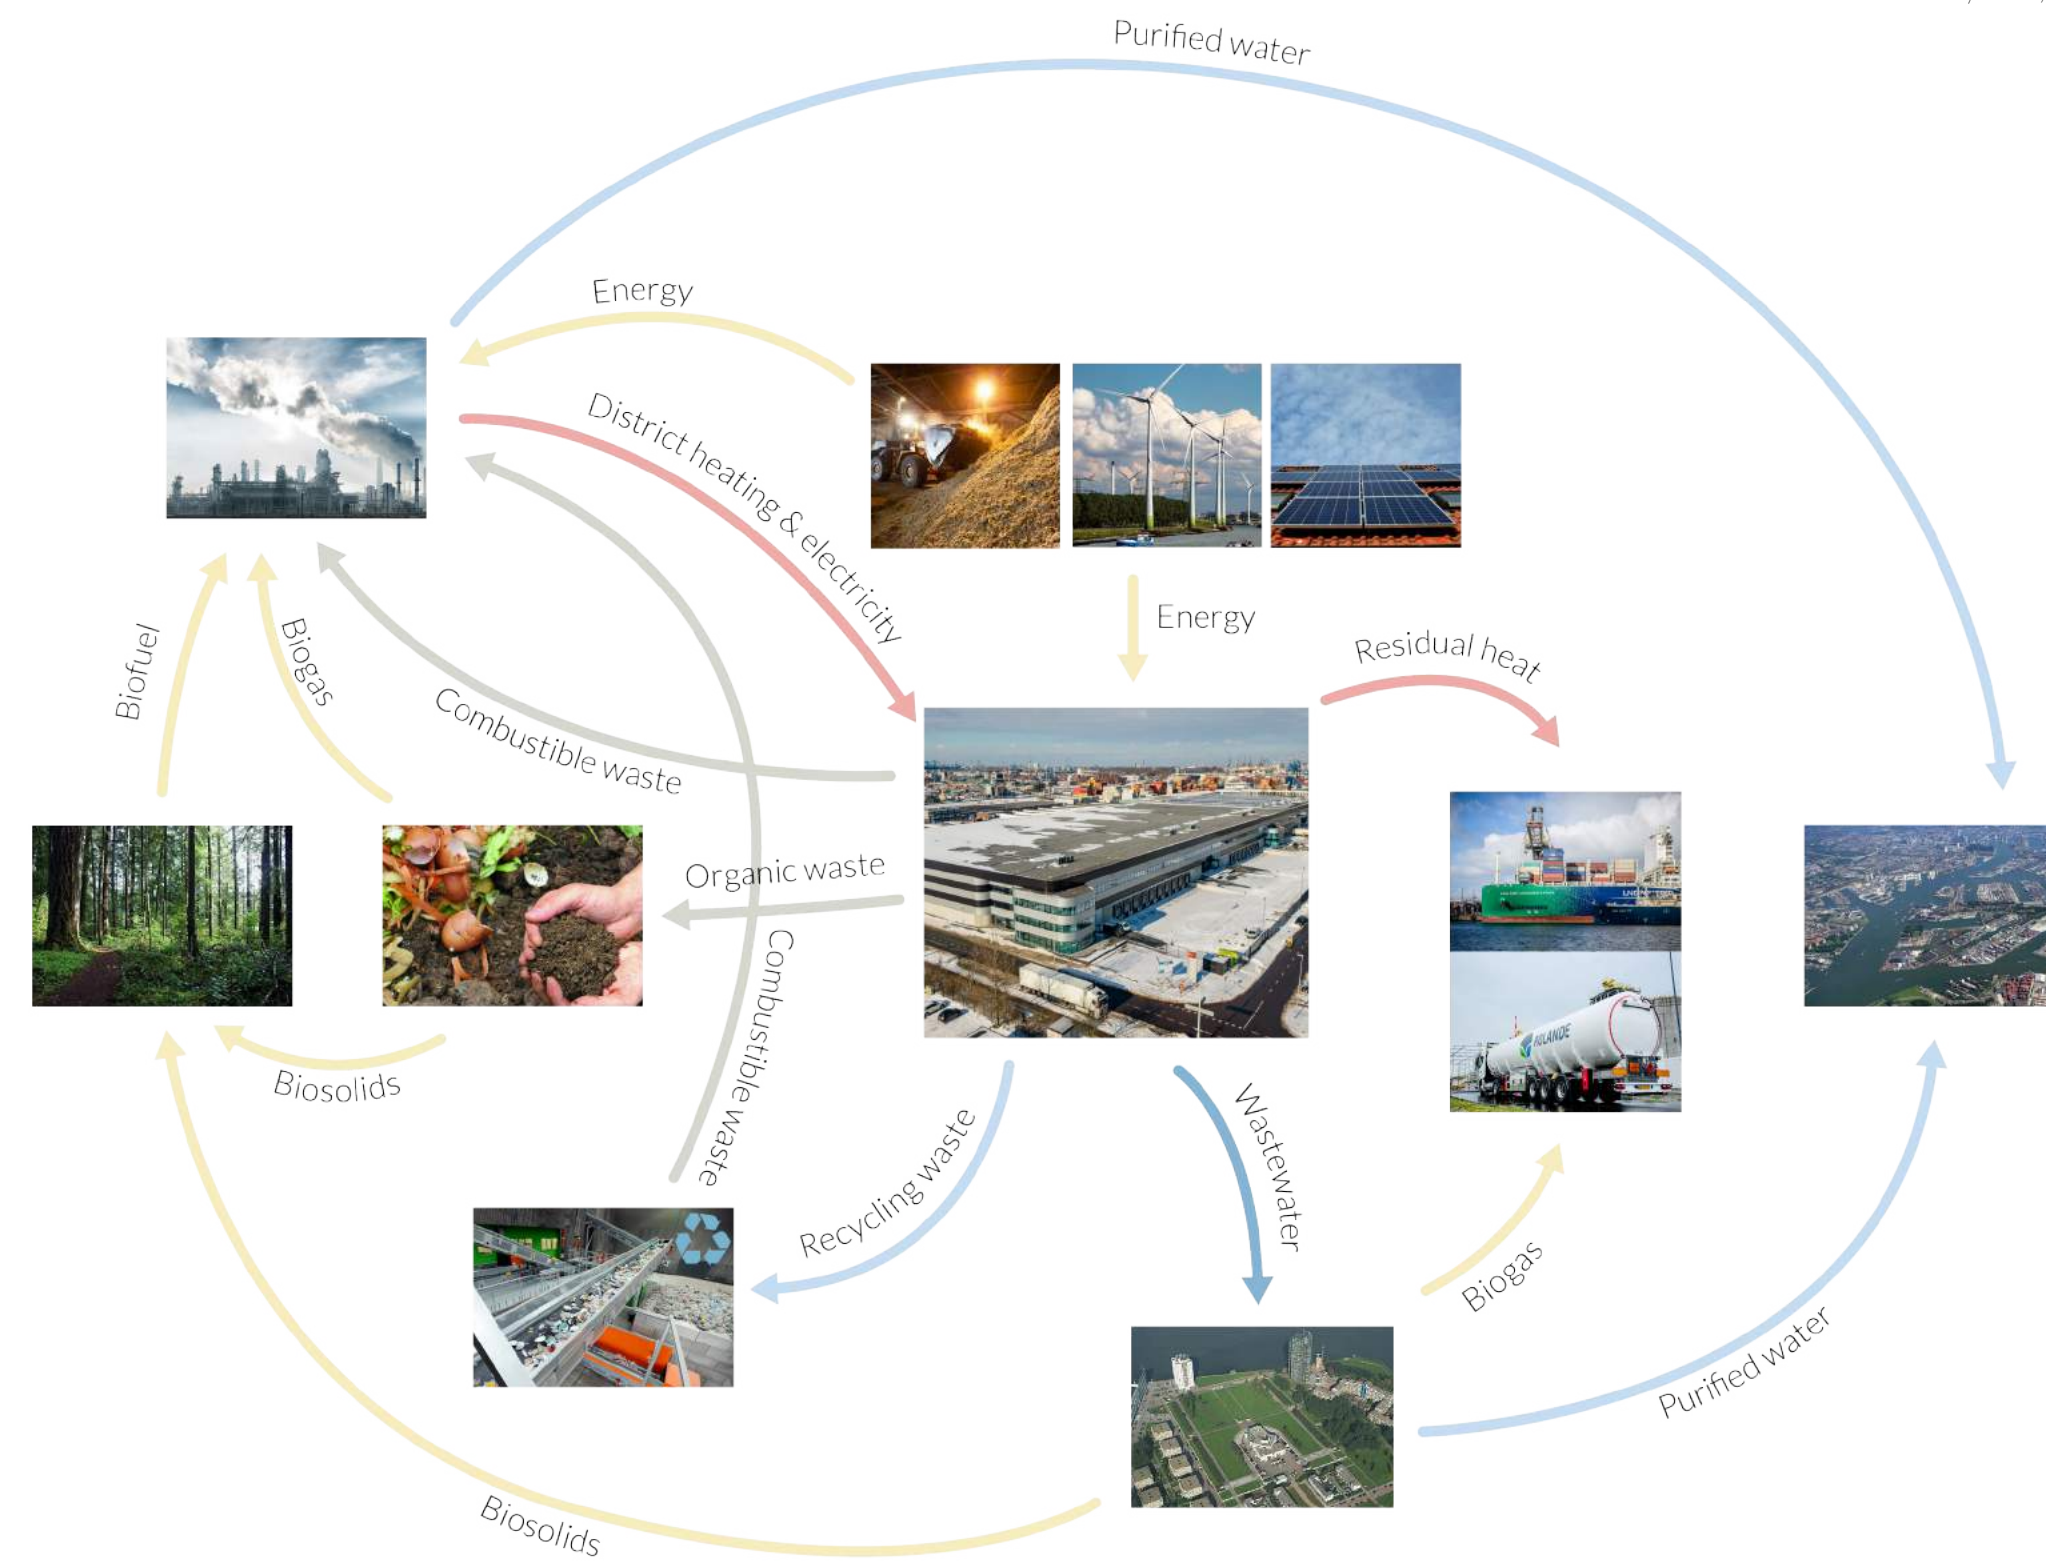 Purified water
Energy
District heating & electricity
Energy
Residual heat
Biofuel
Biogas
Combustible waste
Organic waste
Combustible waste
Biosolids
Recycling waste
Wastewater
Biogas
Purified water
Biosolids
ROLANDE